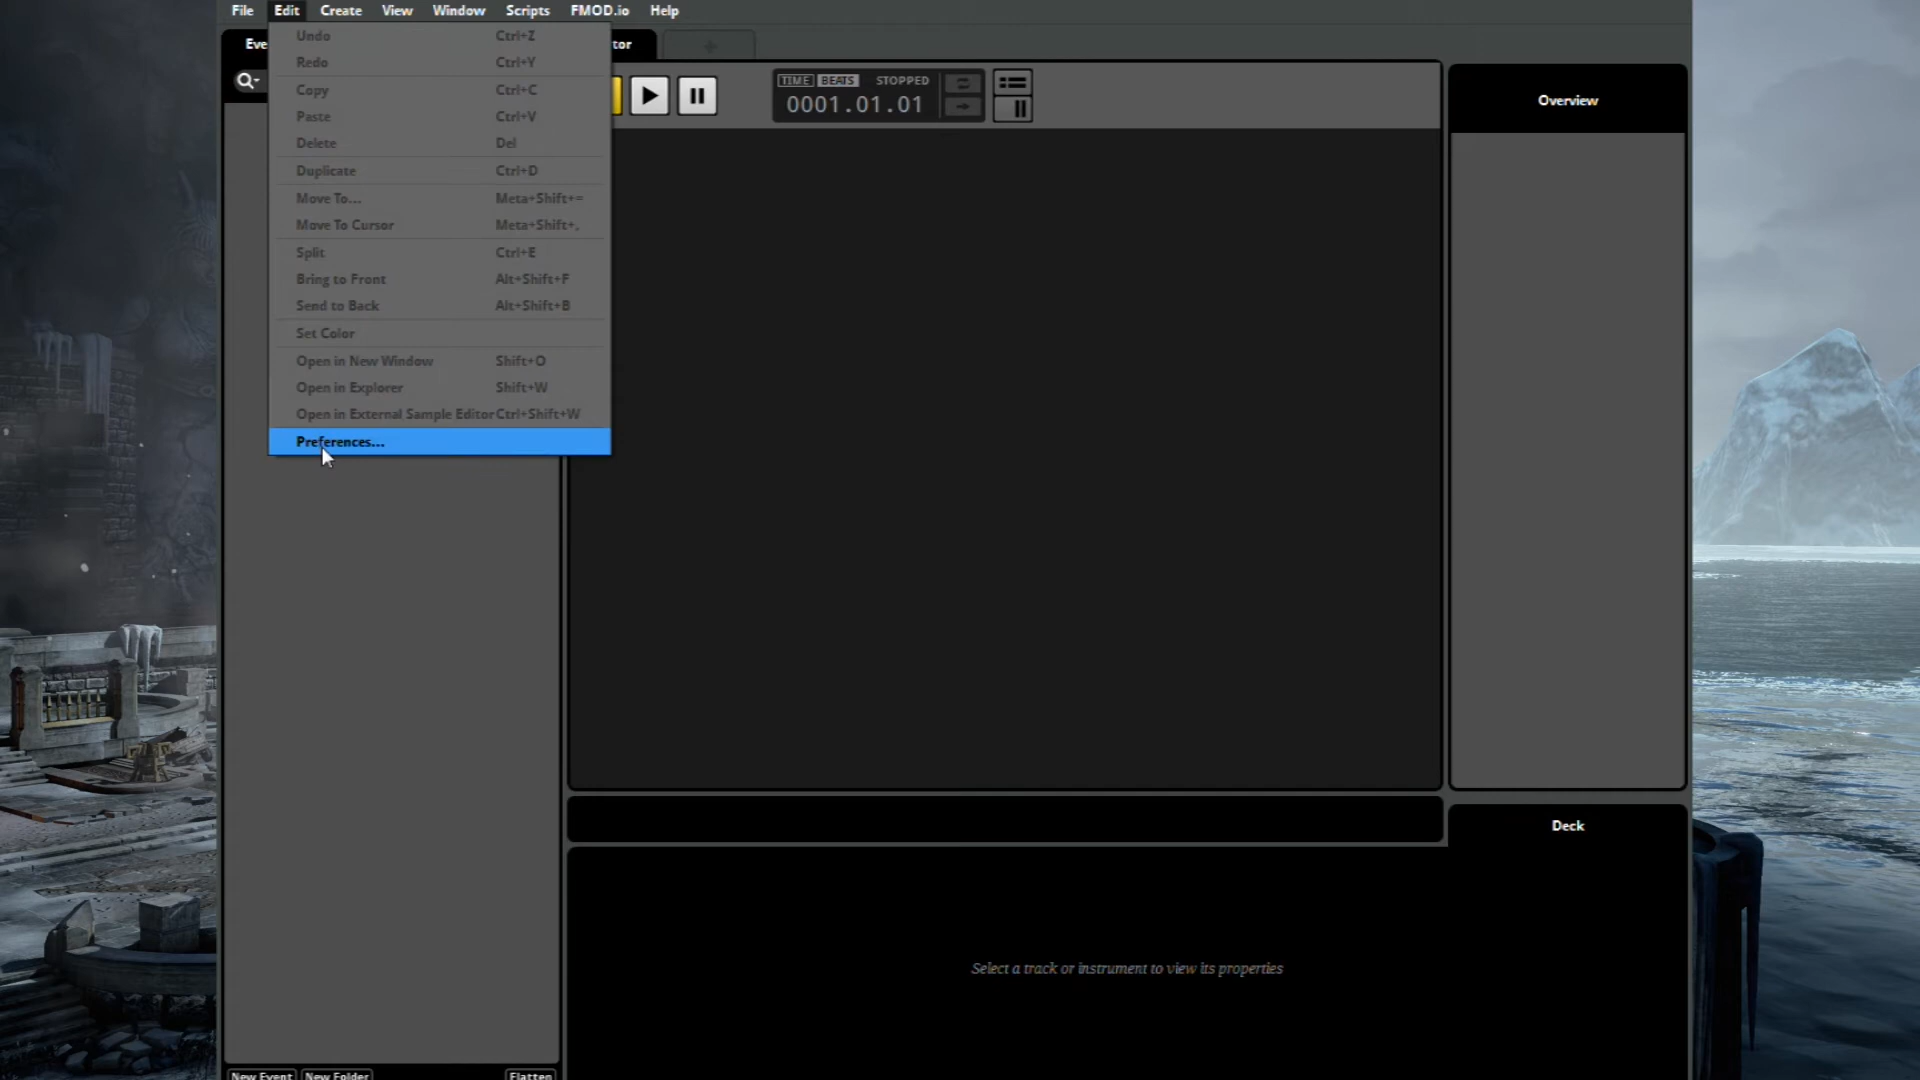 File Edit Create View Window Scripts FMOD.io Help
Eve
tor
TIME BEATS STOPPED
0001.01.01
Overview
Undo Ctrl+Z
Redo Ctrl+Y
Copy Ctrl+C
Paste Ctrl+V
Delete Del
Duplicate Ctrl+D
Move To... Meta+Shift+=
Move To Cursor Meta+Shift+,
Split Ctrl+E
Bring to Front Alt+Shift+F
Send to Back Alt+Shift+B
Set Color
Open in New Window Shift+O
Open in Explorer Shift+W
Open in External Sample Editor Ctrl+Shift+W
Preferences...
Deck
Select a track or instrument to view its properties
New Event New Folder Flatten